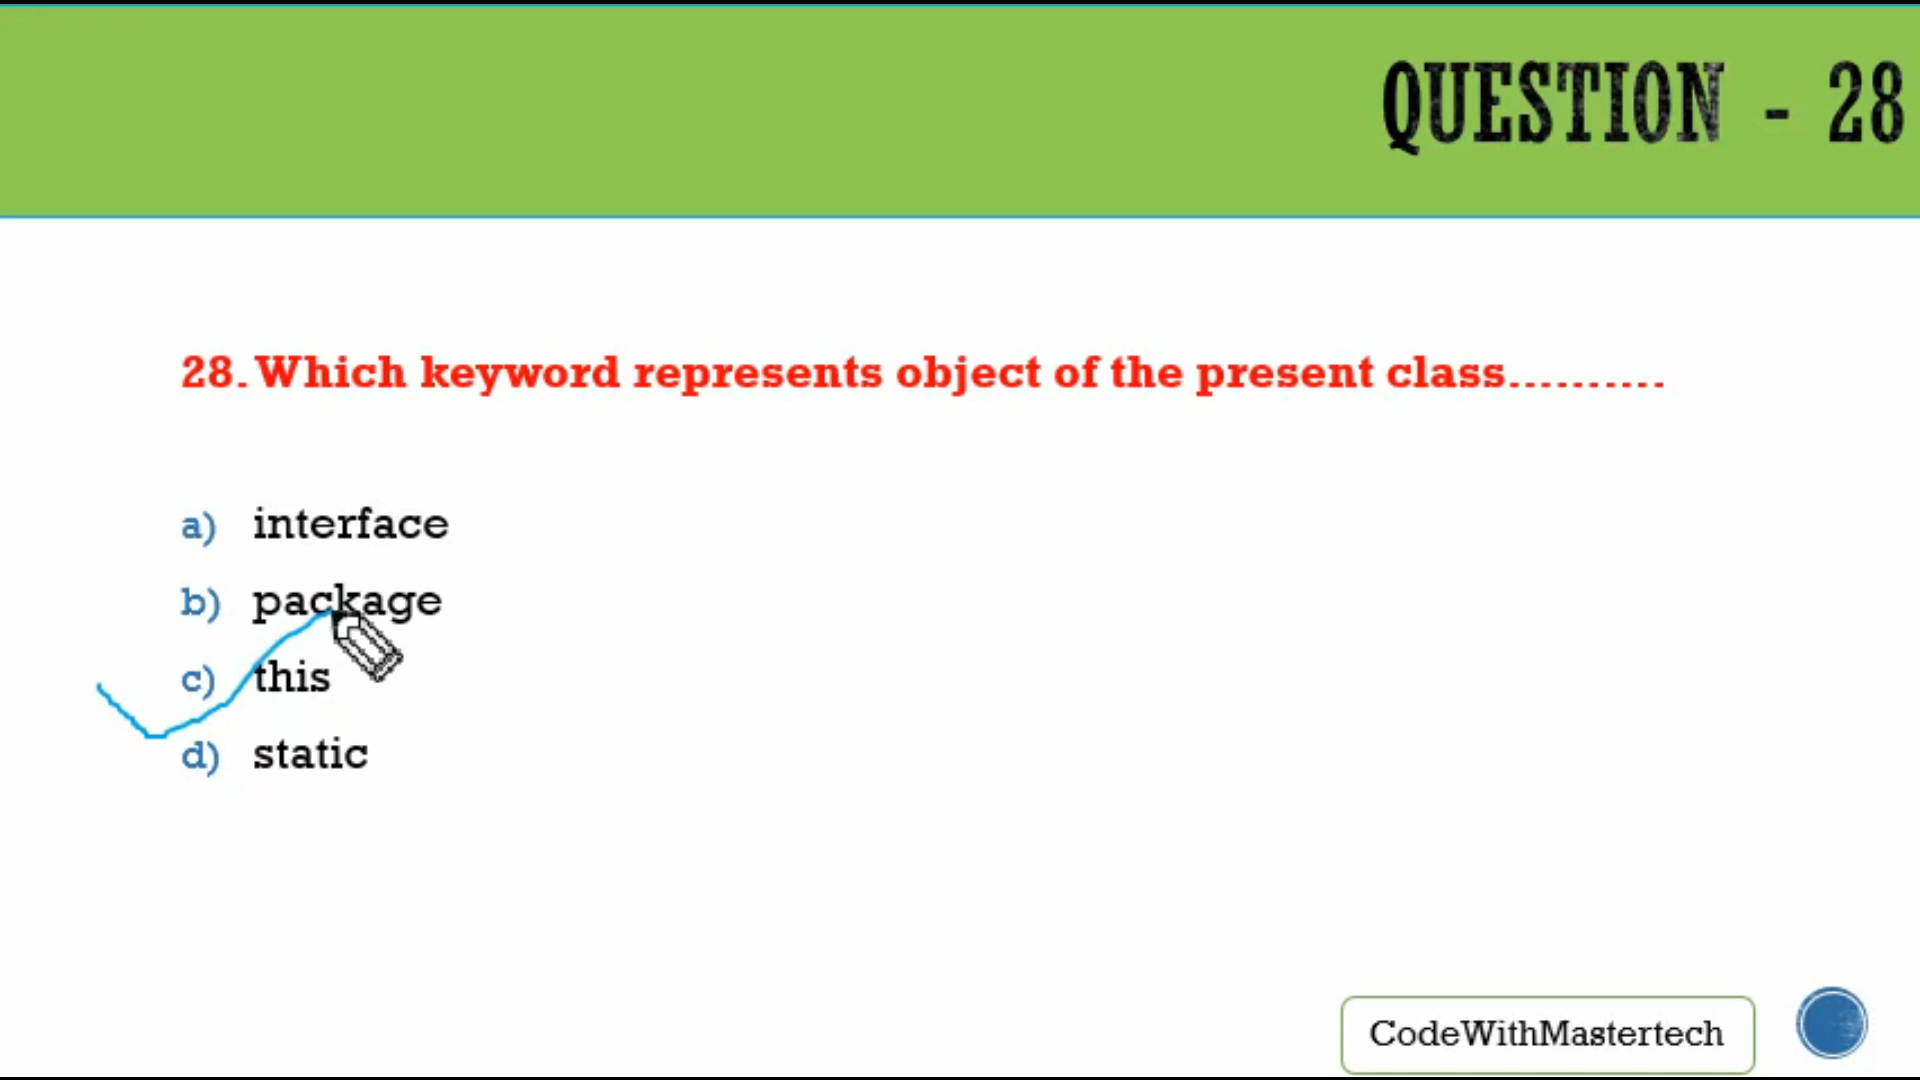 QUESTION - 28
28. Which keyword represents object of the present class..........
a) interface
b) package
c) this
d) static
CodeWithMastertech